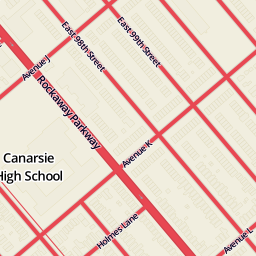 East 98th Street
East 99th Street
Avenue J
Rockaway Parkway
Avenue K
Canarsie
High School
Holmes Lane
Avenue L